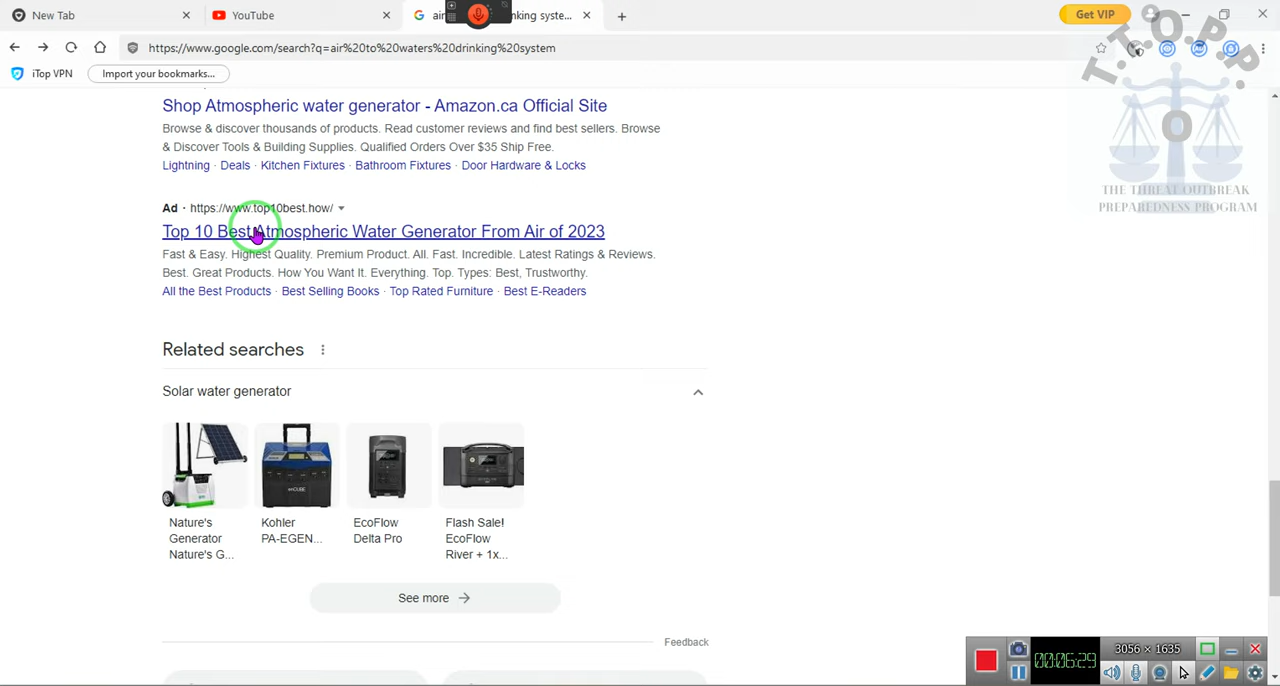 New Tab
YouTube
air
inking syste...
Get VIP
https://www.google.com/search?q=air%20to%20waters%20drinking%20system
iTop VPN
Import your bookmarks...
T.T.O.P.P.
THE THREAT OUTBREAK
PREPAREDNESS PROGRAM
Shop Atmospheric water generator - Amazon.ca Official Site
Browse & discover thousands of products. Read customer reviews and find best sellers. Browse
& Discover Tools & Building Supplies. Qualified Orders Over $35 Ship Free.
Lightning · Deals · Kitchen Fixtures · Bathroom Fixtures · Door Hardware & Locks
Ad · https://www.top10best.how/
Top 10 Best Atmospheric Water Generator From Air of 2023
Fast & Easy. Highest Quality. Premium Product. All. Fast. Incredible. Latest Ratings & Reviews.
Best. Great Products. How You Want It. Everything. Top. Types: Best, Trustworthy.
All the Best Products · Best Selling Books · Top Rated Furniture · Best E-Readers
Related searches
Solar water generator
Nature's
Generator
Nature's G...
Kohler
PA-EGEN...
EcoFlow
Delta Pro
Flash Sale!
EcoFlow
River + 1x...
See more
Feedback
00:06:29
3056 × 1635